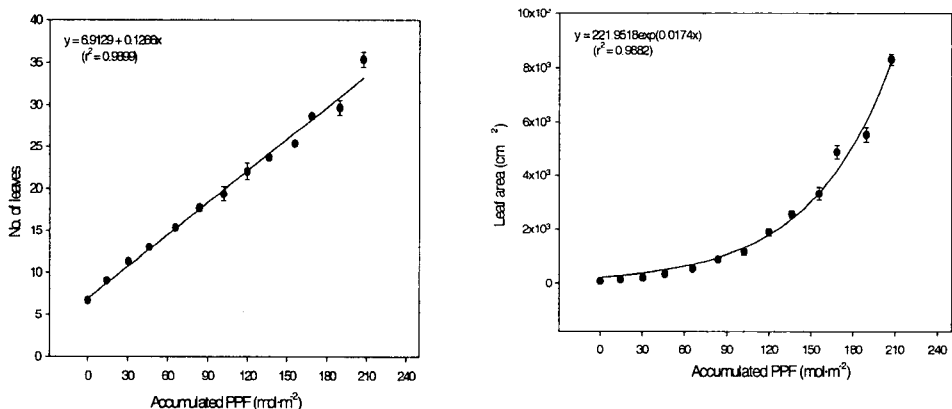 y = 6.9129 + 0.1266x
(r² = 0.9899)
40
35
30
25
20
15
10
5
0
No. of leaves
0 30 60 90 120 150 180 210 240
Accumulated PPF (mol·m⁻²)
y = 221.9518exp(0.0174x)
(r² = 0.9882)
10x10³
8x10³
6x10³
4x10³
2x10³
0
Leaf area (cm⁻²)
0 30 60 90 120 150 180 210 240
Accumulated PPF (mol·m⁻²)